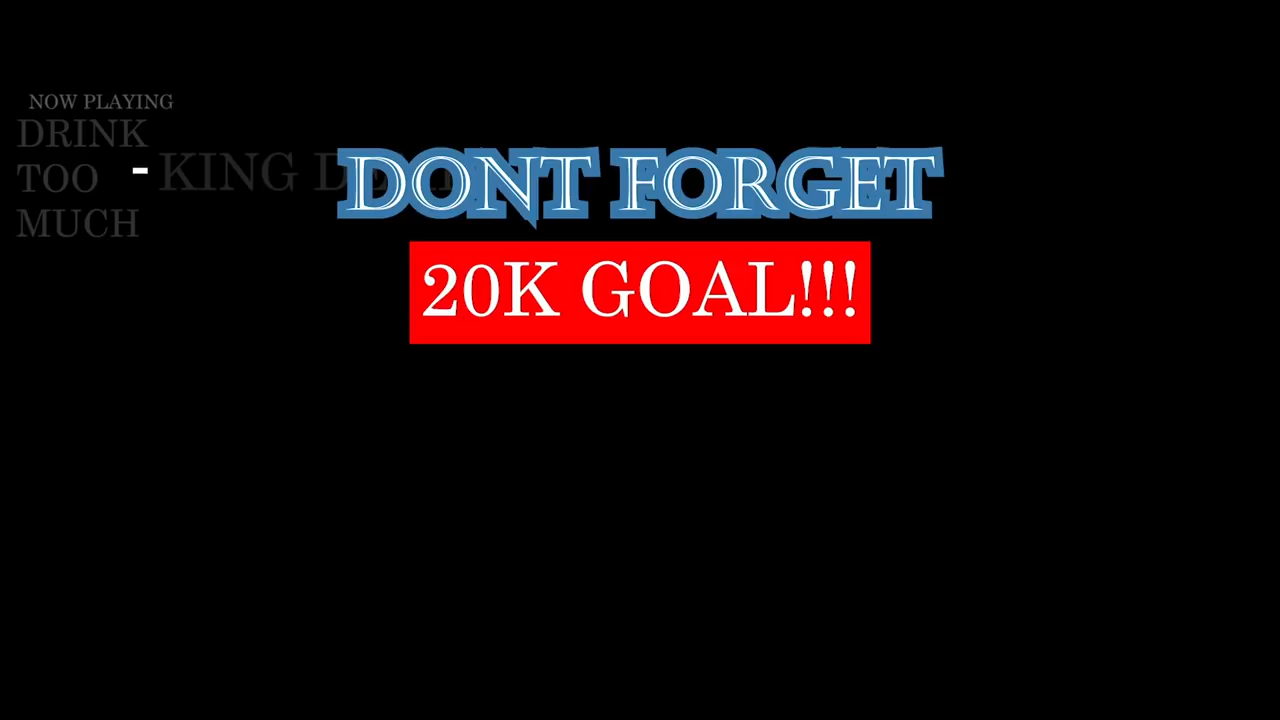 NOW PLAYING
DRINK
TOO
MUCH
- KING
DONT FORGET
20K GOAL!!!